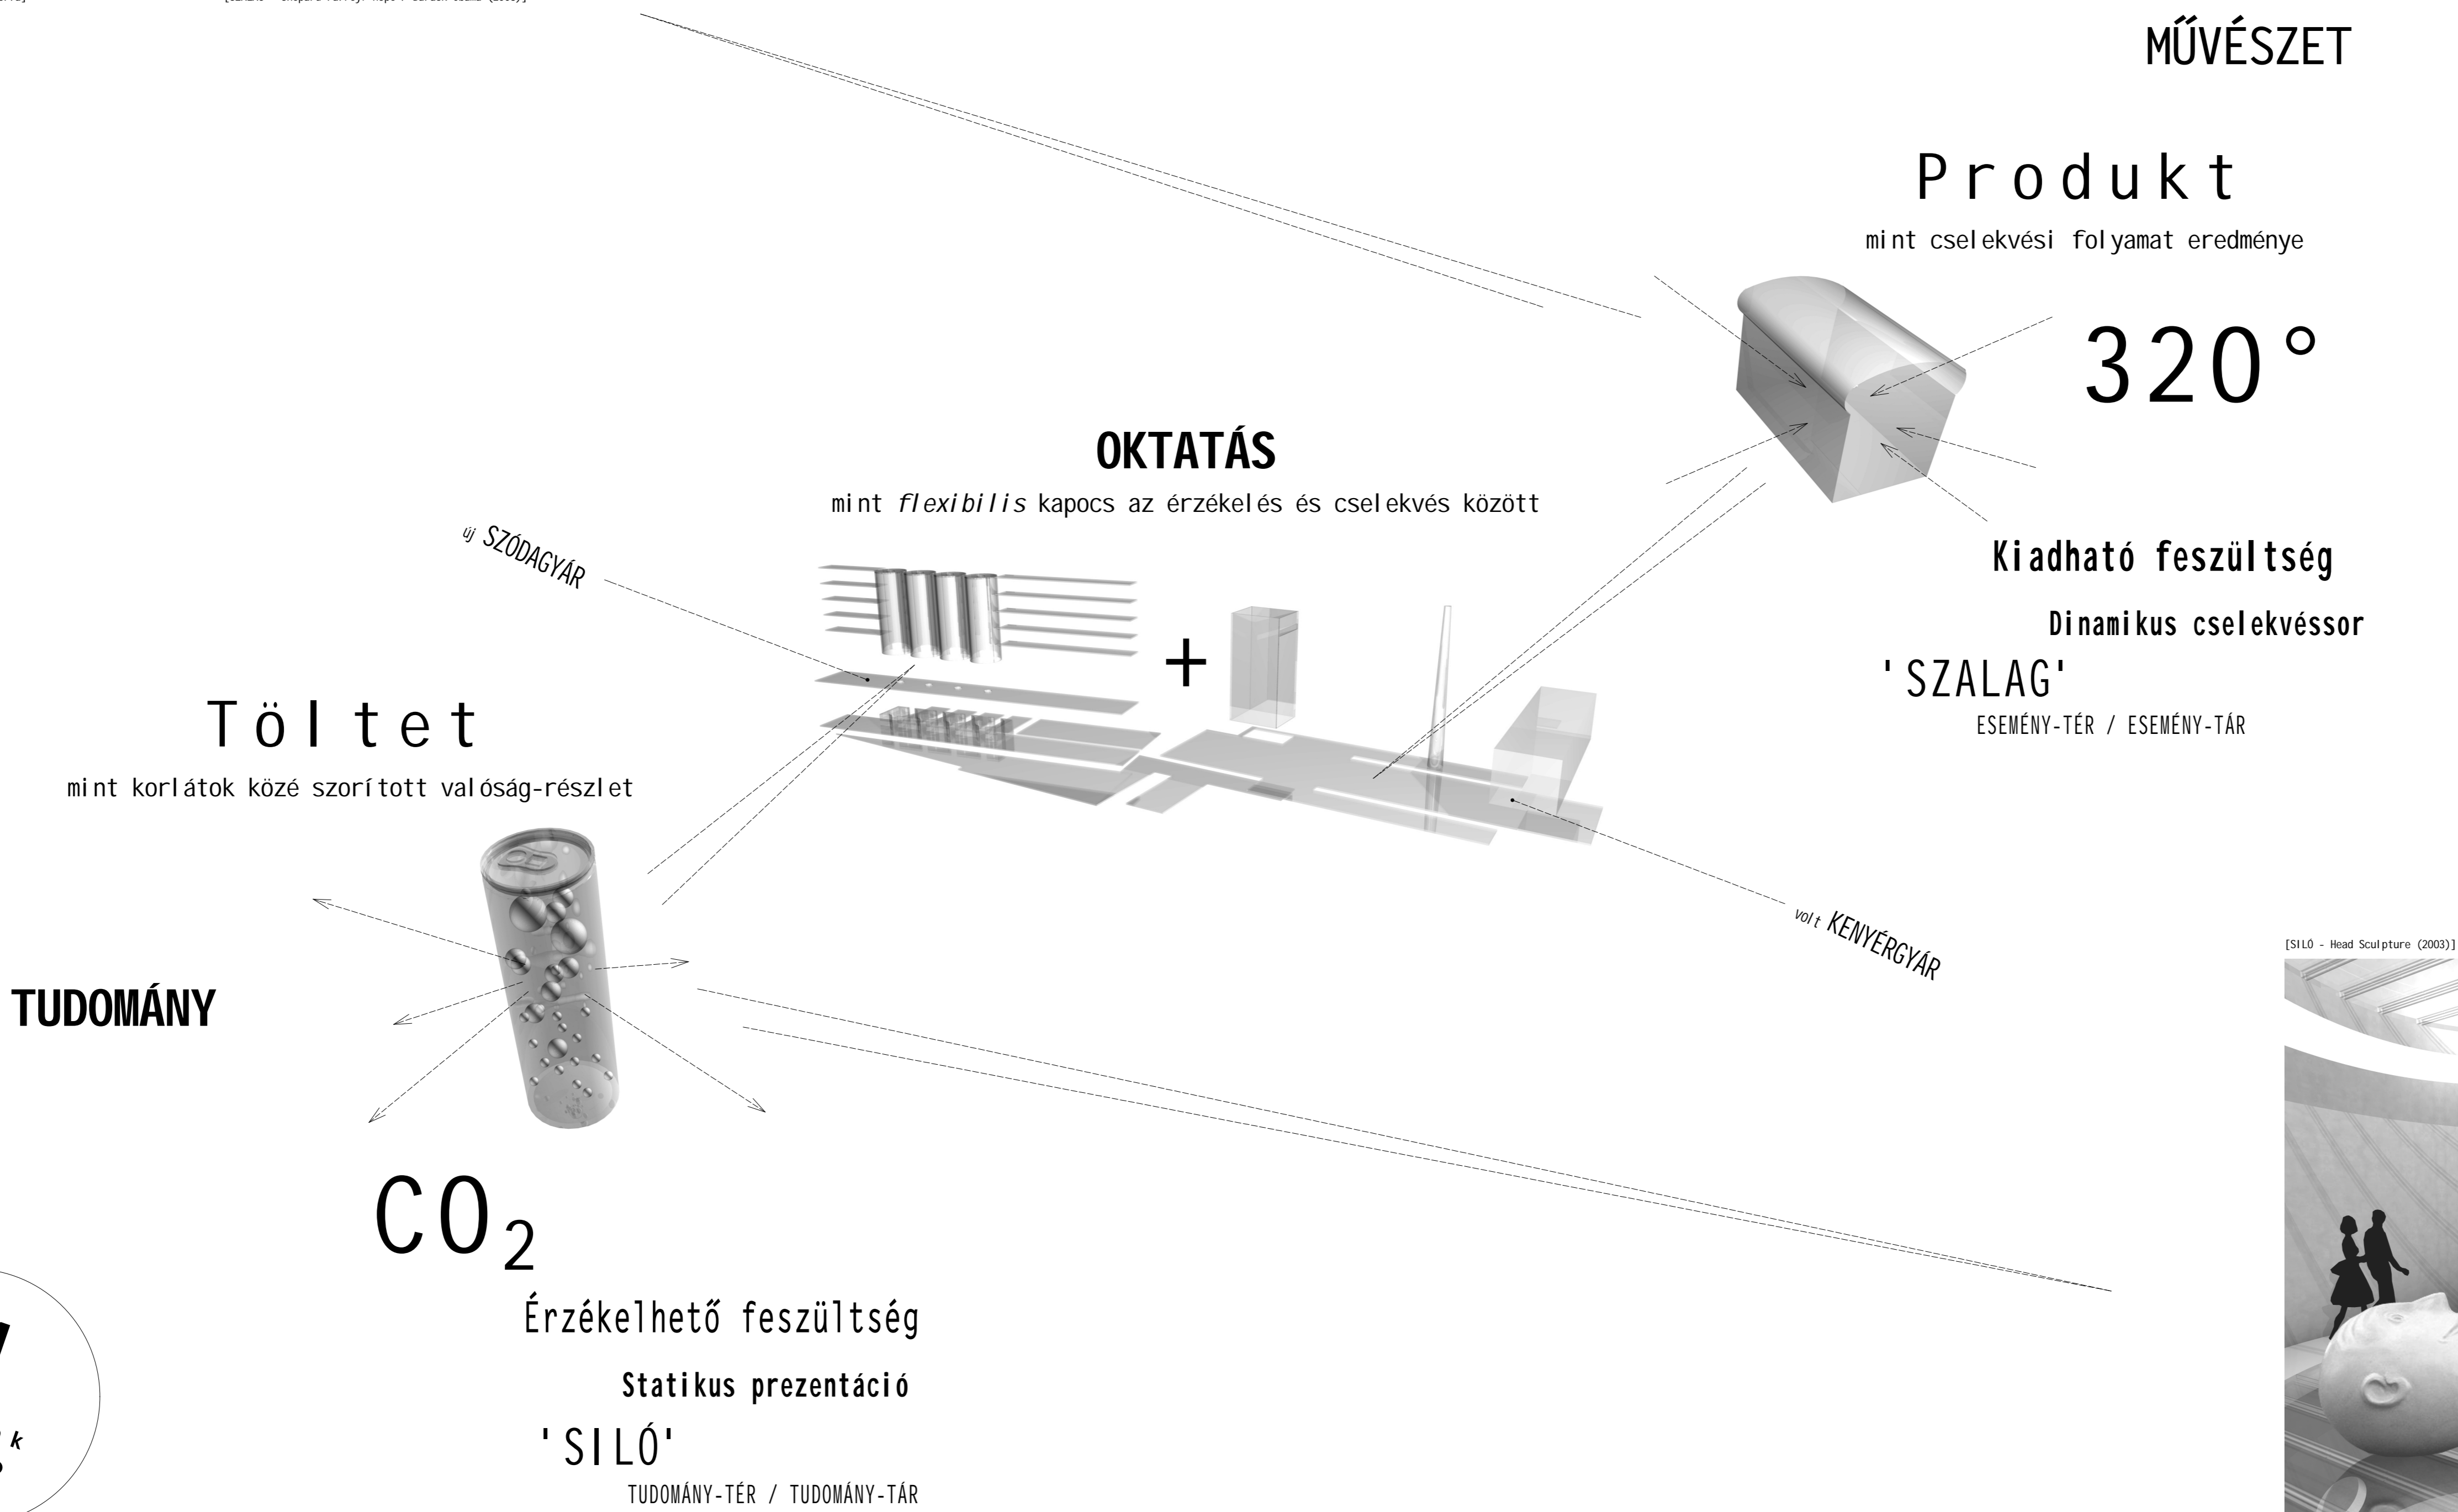 MŰVÉSZET
Produkt
mint cselekvési folyamat eredménye
320°
OKTATÁS
mint flexibilis kapocs az érzékelés és cselekvés között
új SZÓDAGYÁR
+
Kiadható feszültség
Dinamikus cselekvéssor
'SZALAG'
ESEMÉNY-TÉR / ESEMÉNY-TÁR
Töltet
mint korlátok közé szorított valóság-részlet
volt KENYÉRGYÁR
[SILÓ - Head Sculpture (2003)]
TUDOMÁNY
CO₂
Érzékelhető feszültség
Statikus prezentáció
'SILÓ'
TUDOMÁNY-TÉR / TUDOMÁNY-TÁR
k